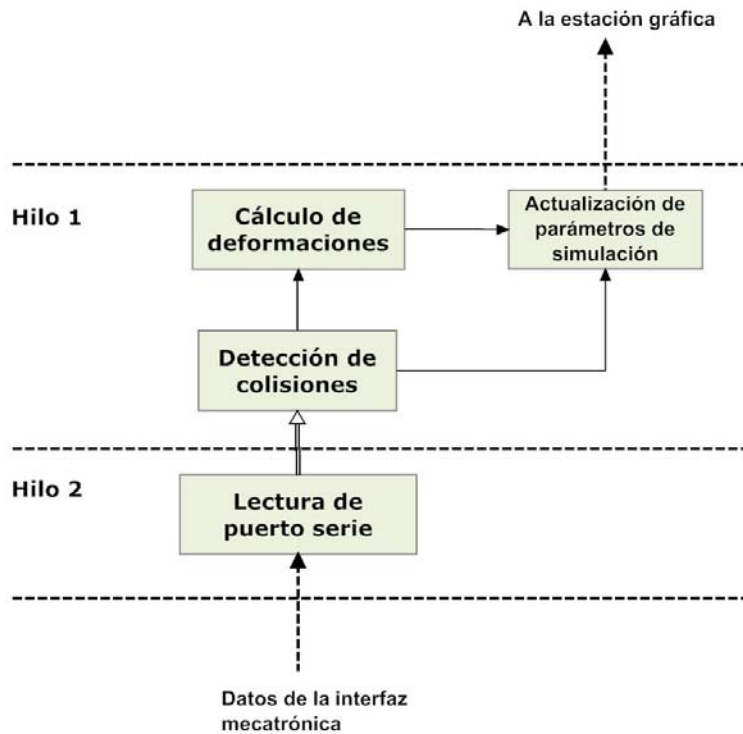 A la estación gráfica
Hilo 1
Cálculo de
deformaciones
Actualización de
parámetros de
simulación
Detección de
colisiones
Hilo 2
Lectura de
puerto serie
Datos de la interfaz
mecatrónica